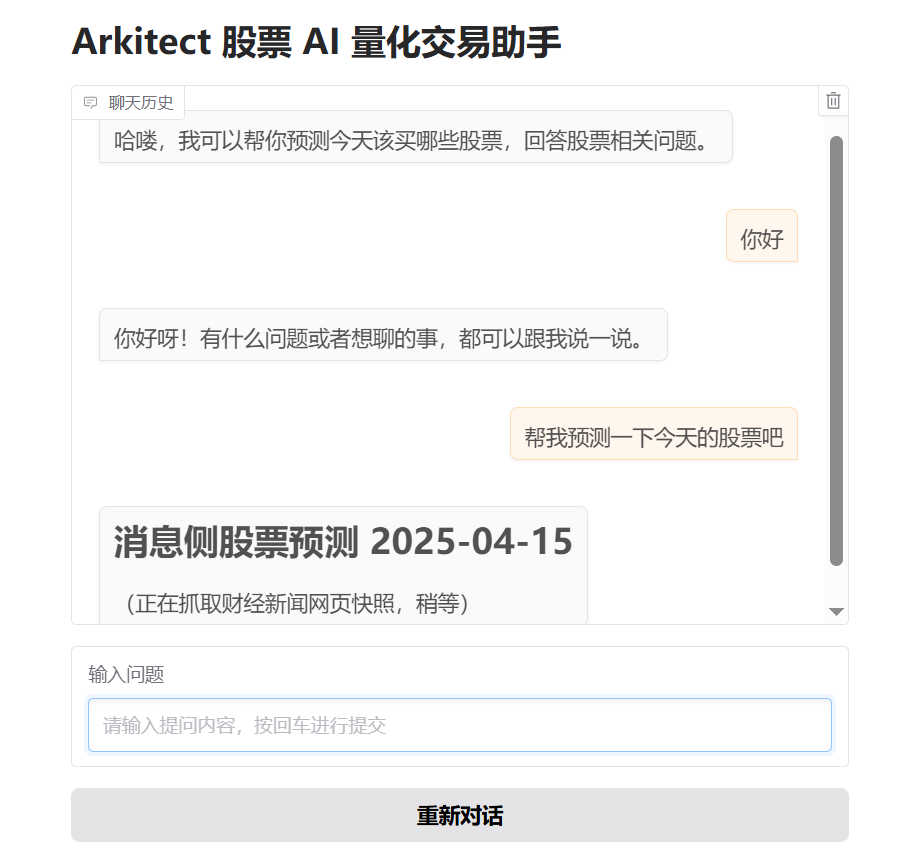 Arkitect 股票 AI 量化交易助手
聊天历史
哈喽，我可以帮你预测今天该买哪些股票，回答股票相关问题。
你好
你好呀！有什么问题或者想聊的事，都可以跟我说一说。
帮我预测一下今天的股票吧
消息侧股票预测 2025-04-15
（正在抓取财经新闻网页快照，稍等）
输入问题
请输入提问内容，按回车进行提交
重新对话